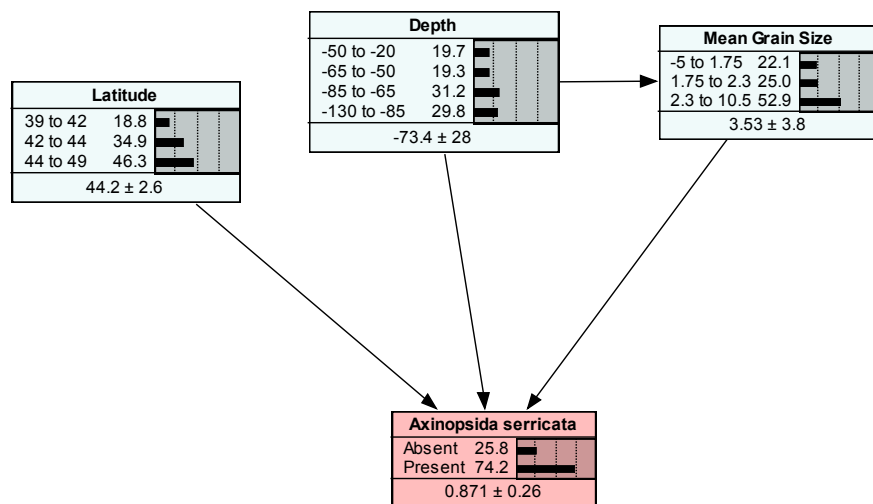 Depth
-50 to -20 19.7
-65 to -50 19.3
-85 to -65 31.2
-130 to -85 29.8
-73.4 ± 28
Mean Grain Size
-5 to 1.75 22.1
1.75 to 2.3 25.0
2.3 to 10.5 52.9
3.53 ± 3.8
Latitude
39 to 42 18.8
42 to 44 34.9
44 to 49 46.3
44.2 ± 2.6
Axinopsida serricata
Absent 25.8
Present 74.2
0.871 ± 0.26